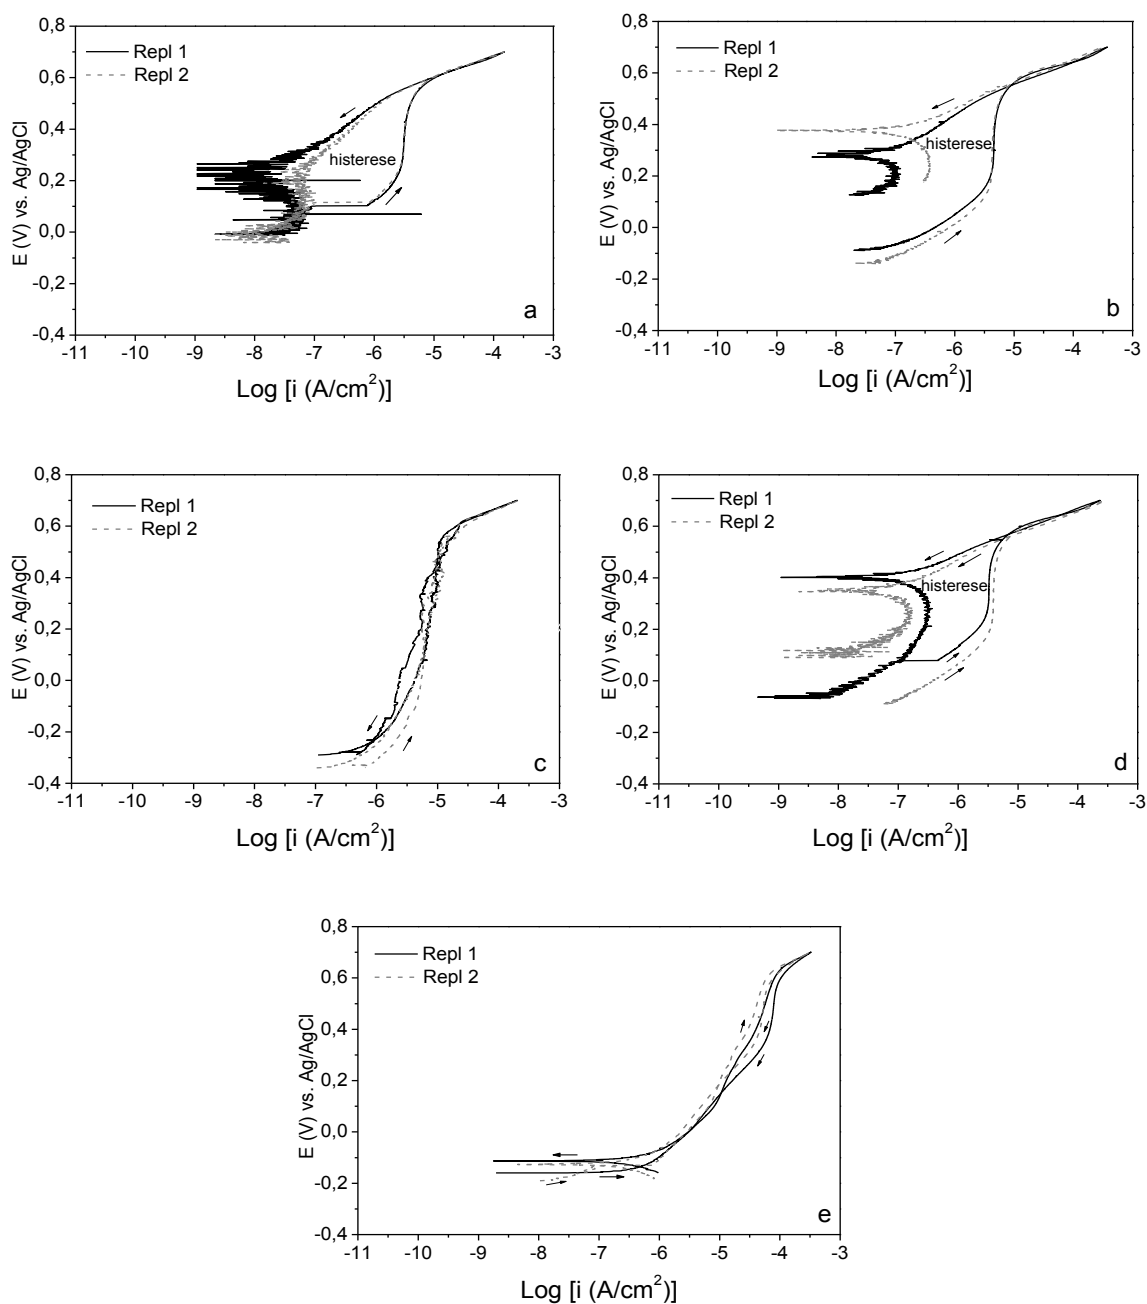 Repl 1
Repl 2
histerese
a
E (V) vs. Ag/AgCl
0,8
0,6
0,4
0,2
0,0
-0,2
-0,4
-11 -10 -9 -8 -7 -6 -5 -4 -3
Log [i (A/cm²)]
Repl 1
Repl 2
histerese
b
E (V) vs. Ag/AgCl
0,8
0,6
0,4
0,2
0,0
-0,2
-0,4
-11 -10 -9 -8 -7 -6 -5 -4 -3
Log [i (A/cm²)]
Repl 1
Repl 2
c
E (V) vs. Ag/AgCl
0,8
0,6
0,4
0,2
0,0
-0,2
-0,4
-11 -10 -9 -8 -7 -6 -5 -4 -3
Log [i (A/cm²)]
Repl 1
Repl 2
histerese
d
E (V) vs. Ag/AgCl
0,8
0,6
0,4
0,2
0,0
-0,2
-0,4
-11 -10 -9 -8 -7 -6 -5 -4 -3
Log [i (A/cm²)]
Repl 1
Repl 2
e
E (V) vs. Ag/AgCl
0,8
0,6
0,4
0,2
0,0
-0,2
-0,4
-11 -10 -9 -8 -7 -6 -5 -4 -3
Log [i (A/cm²)]